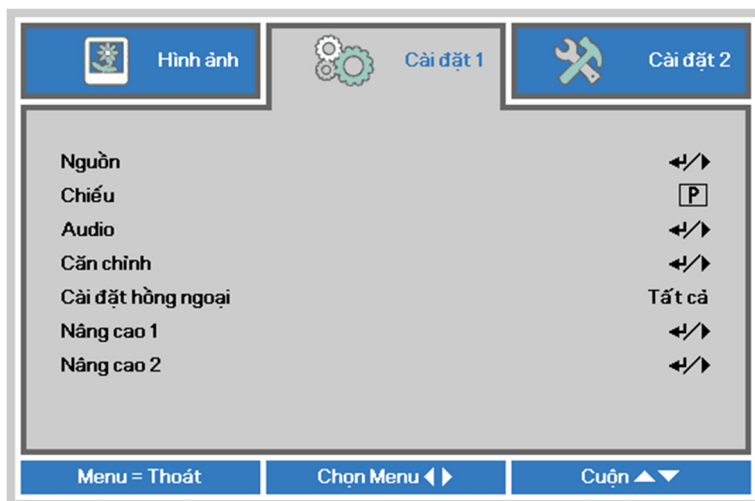 Hình ảnh
Cài đặt 1
Cài đặt 2
Nguồn
Chiếu P
Audio
Căn chỉnh
Cài đặt hồng ngoại Tất cả
Nâng cao 1
Nâng cao 2
Menu = Thoát
Chọn Menu
Cuộn